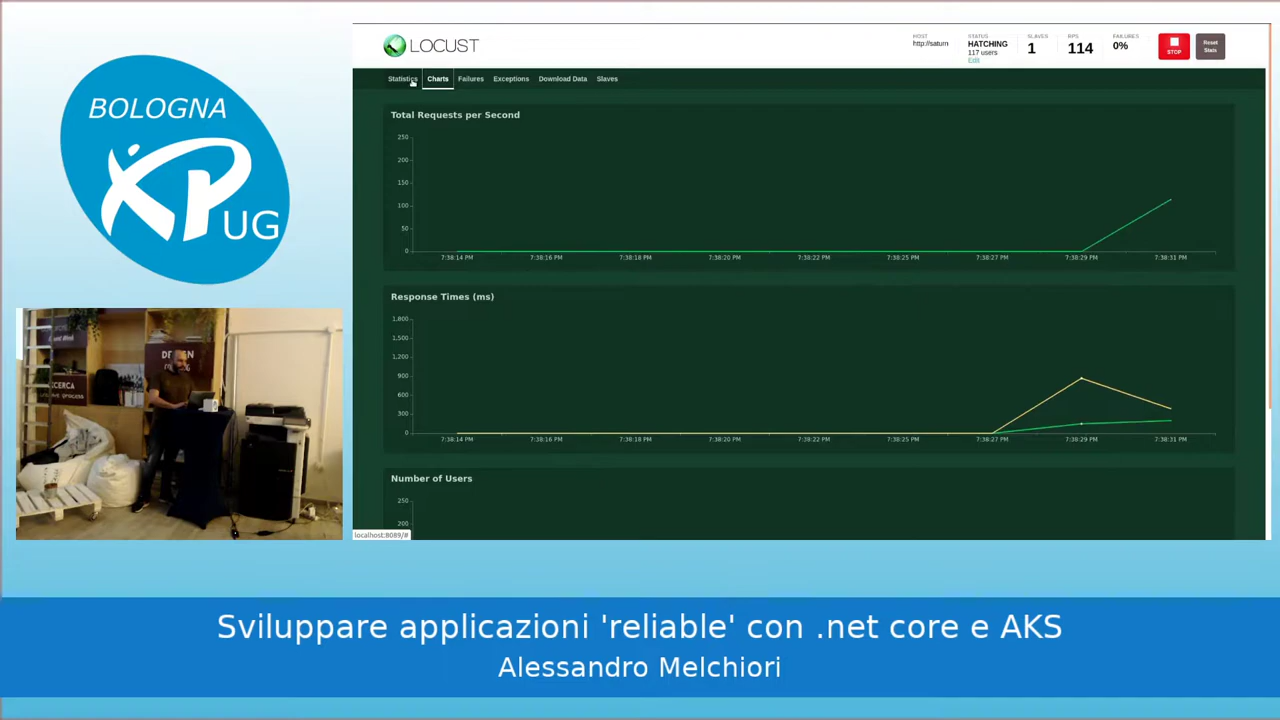 BOLOGNA
XP
UG
LOCUST
HOST
http://saturn
STATUS
HATCHING
117 users
Edit
SLAVES
1
RPS
114
FAILURES
0%
STOP
Reset
Stats
Statistics
Charts
Failures
Exceptions
Download Data
Slaves
Total Requests per Second
250
200
150
100
50
0
7:38:14 PM
7:38:16 PM
7:38:18 PM
7:38:20 PM
7:38:22 PM
7:38:25 PM
7:38:27 PM
7:38:29 PM
7:38:31 PM
Response Times (ms)
1,800
1,500
1,200
900
600
300
0
7:38:14 PM
7:38:16 PM
7:38:18 PM
7:38:20 PM
7:38:22 PM
7:38:25 PM
7:38:27 PM
7:38:29 PM
7:38:31 PM
Number of Users
250
200
localhost:8089/#
Sviluppare applicazioni 'reliable' con .net core e AKS
Alessandro Melchiori